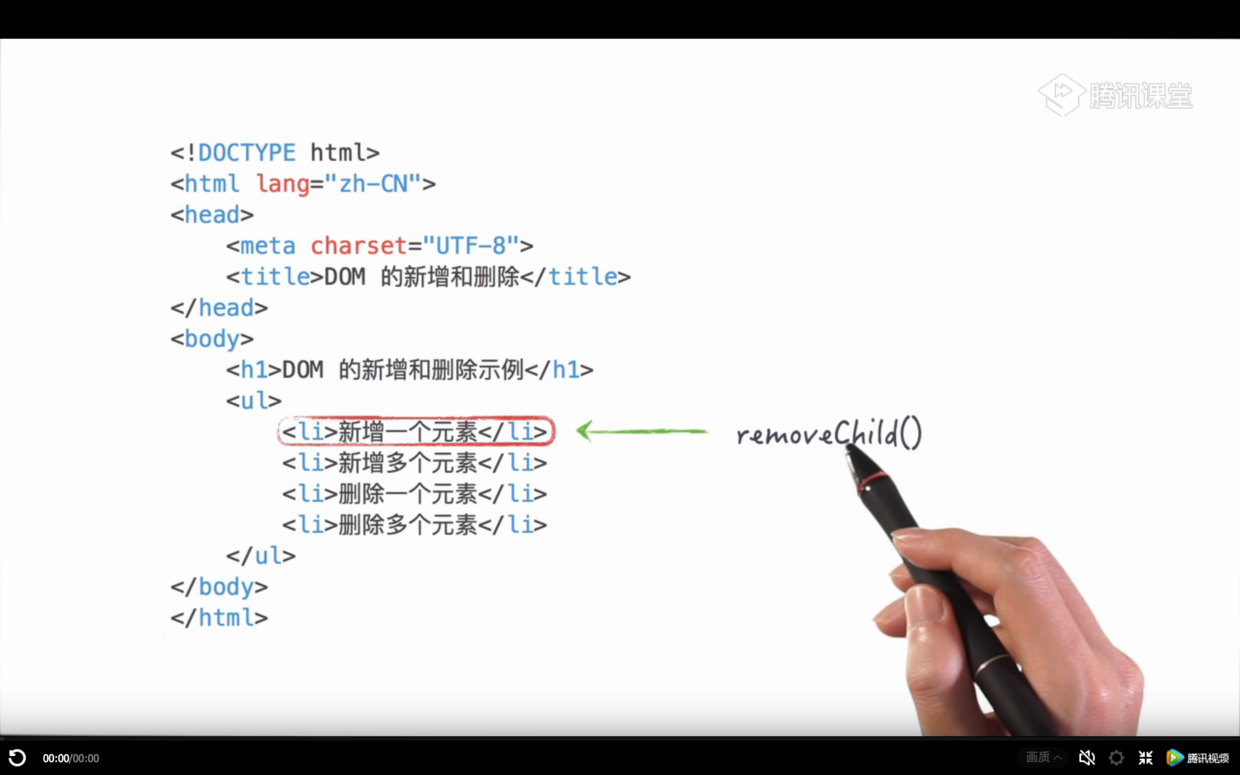 腾讯课堂
<!DOCTYPE html>
<html lang="zh-CN">
<head>
<meta charset="UTF-8">
<title>DOM 的新增和删除</title>
</head>
<body>
<h1>DOM 的新增和删除示例</h1>
<ul>
<li>新增一个元素</li>
removeChild()
<li>新增多个元素</li>
<li>删除一个元素</li>
<li>删除多个元素</li>
</ul>
</body>
</html>
00:00/00:00
画质
腾讯视频